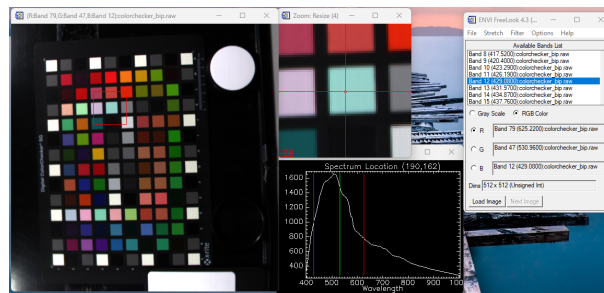 (R:Band 79,G:Band 47,B:Band 12):colorchecker_bip.raw
Digital ColorChecker SG
x-rite
Zoom: Resize (4)
Spectrum Location (190,162)
1600
1400
1200
1000
800
600
400
400 500 600 700 800 900 100
Wavelength
ENVI FreeLook 4.3 (...
File Stretch Filter Options Help
Available Bands List
Band 8 (417.5200):colorchecker_bip.raw
Band 9 (420.4000):colorchecker_bip.raw
Band 10 (423.2900):colorchecker_bip.raw
Band 11 (426.1900):colorchecker_bip.raw
Band 12 (429.0800):colorchecker_bip.raw
Band 13 (431.9700):colorchecker_bip.raw
Band 14 (434.8700):colorchecker_bip.raw
Band 15 (437.7600):colorchecker_bip.raw
Gray Scale RGB Color
R Band 79 (625.2200):colorchecker_bip.raw
G Band 47 (530.9600):colorchecker_bip.raw
B Band 12 (429.0800):colorchecker_bip.raw
Dims 512 x 512 (Unsigned Int)
Load Image Next Image